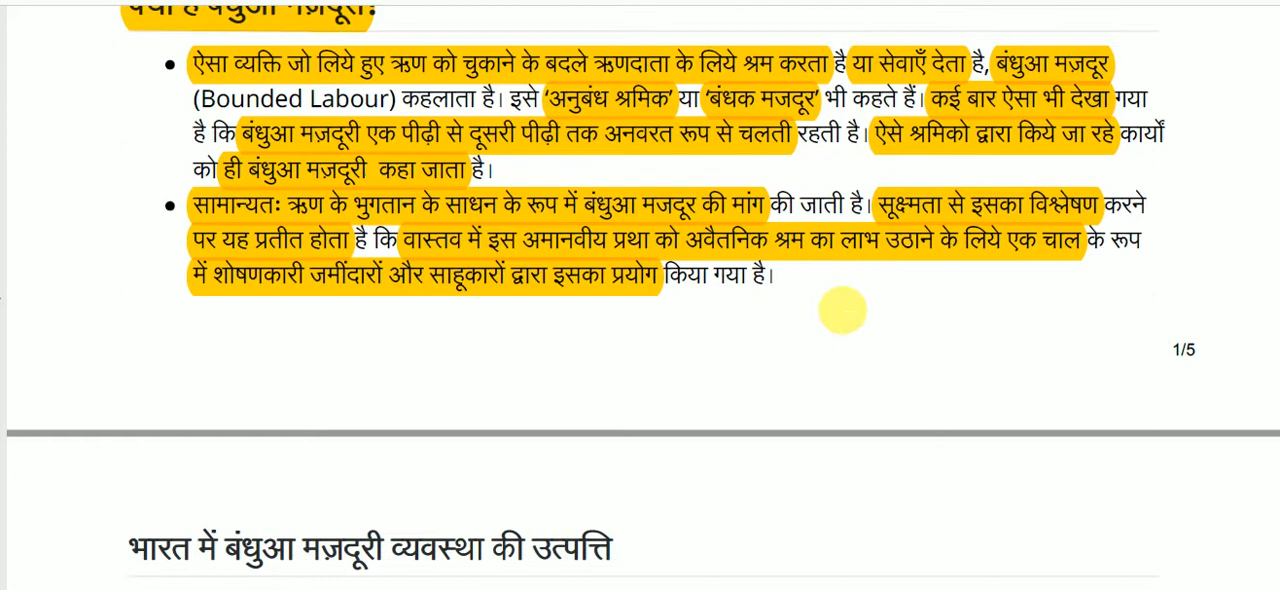 क्या है बंधुआ मज़दूरी?
ऐसा व्यक्ति जो लिये हुए ऋण को चुकाने के बदले ऋणदाता के लिये श्रम करता है या सेवाएँ देता है, बंधुआ मज़दूर
(Bounded Labour) कहलाता है। इसे ‘अनुबंध श्रमिक’ या ‘बंधक मजदूर’ भी कहते हैं। कई बार ऐसा भी देखा गया
है कि बंधुआ मज़दूरी एक पीढ़ी से दूसरी पीढ़ी तक अनवरत रूप से चलती रहती है। ऐसे श्रमिको द्वारा किये जा रहे कार्यों
को ही बंधुआ मज़दूरी कहा जाता है।
सामान्यतः ऋण के भुगतान के साधन के रूप में बंधुआ मजदूर की मांग की जाती है। सूक्ष्मता से इसका विश्लेषण करने
पर यह प्रतीत होता है कि वास्तव में इस अमानवीय प्रथा को अवैतनिक श्रम का लाभ उठाने के लिये एक चाल के रूप
में शोषणकारी जमींदारों और साहूकारों द्वारा इसका प्रयोग किया गया है।
1/5
भारत में बंधुआ मज़दूरी व्यवस्था की उत्पत्ति